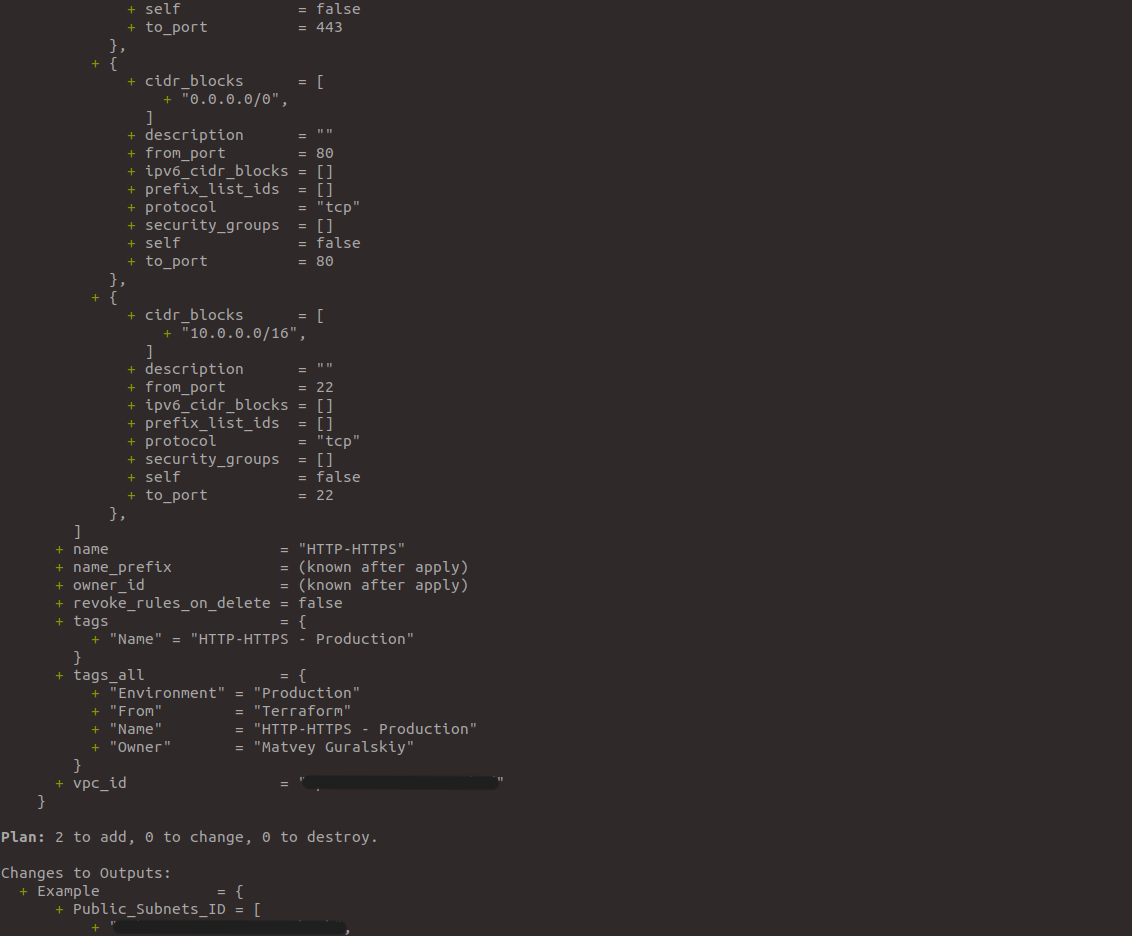 + self = false
+ to_port = 443
},
+ {
+ cidr_blocks = [
+ "0.0.0.0/0",
]
+ description = ""
+ from_port = 80
+ ipv6_cidr_blocks = []
+ prefix_list_ids = []
+ protocol = "tcp"
+ security_groups = []
+ self = false
+ to_port = 80
},
+ {
+ cidr_blocks = [
+ "10.0.0.0/16",
]
+ description = ""
+ from_port = 22
+ ipv6_cidr_blocks = []
+ prefix_list_ids = []
+ protocol = "tcp"
+ security_groups = []
+ self = false
+ to_port = 22
},
]
+ name = "HTTP-HTTPS"
+ name_prefix = (known after apply)
+ owner_id = (known after apply)
+ revoke_rules_on_delete = false
+ tags = {
+ "Name" = "HTTP-HTTPS - Production"
}
+ tags_all = {
+ "Environment" = "Production"
+ "From" = "Terraform"
+ "Name" = "HTTP-HTTPS - Production"
+ "Owner" = "Matvey Guralskiy"
}
+ vpc_id = ""
}
Plan: 2 to add, 0 to change, 0 to destroy.
Changes to Outputs:
+ Example = {
+ Public_Subnets_ID = [
+ ",